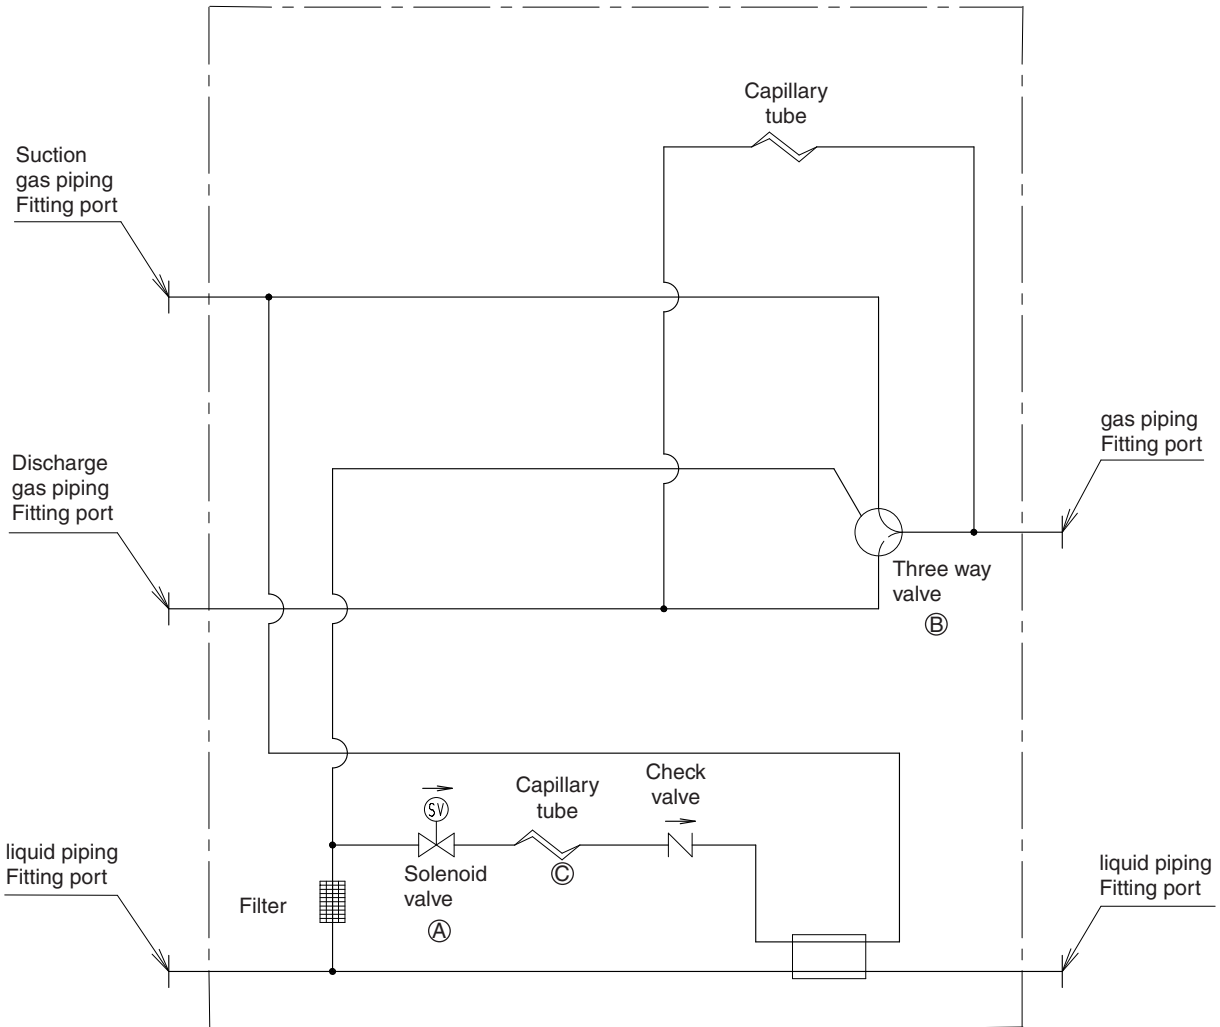 Capillary
tube
Suction
gas piping
Fitting port
gas piping
Fitting port
Discharge
gas piping
Fitting port
Three way
valve
Ⓑ
Check
valve
Capillary
tube
SV
Ⓒ
Solenoid
valve
Ⓐ
liquid piping
Fitting port
Filter
liquid piping
Fitting port